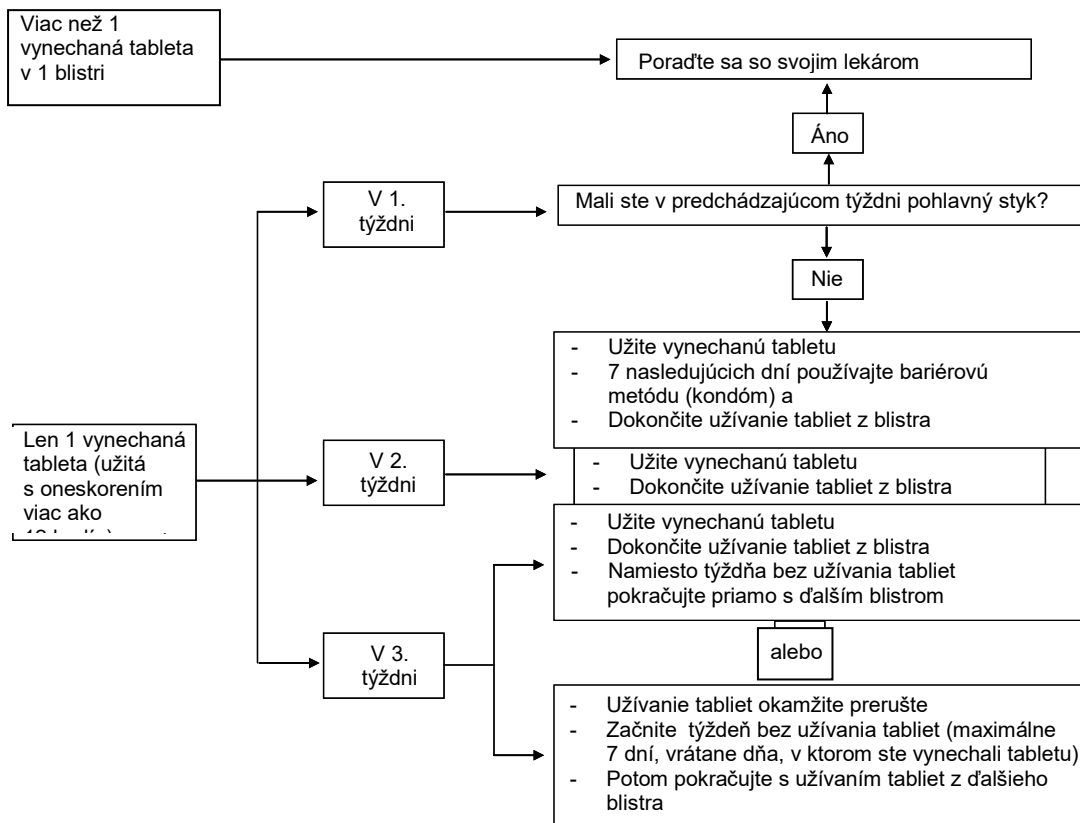 Viac než 1
vynechaná tableta
v 1 blistri
Poraďte sa so svojim lekárom
Áno
V 1.
týždni
Mali ste v predchádzajúcom týždni pohlavný styk?
Nie
- Užite vynechanú tabletu
- 7 nasledujúcich dní používajte bariérovú
metódu (kondóm) a
- Dokončite užívanie tabliet z blistra
Len 1 vynechaná
tableta (užitá
s oneskorením
viac ako
V 2.
týždni
- Užite vynechanú tabletu
- Dokončite užívanie tabliet z blistra
- Užite vynechanú tabletu
- Dokončite užívanie tabliet z blistra
- Namiesto týždňa bez užívania tabliet
pokračujte priamo s ďalším blistrom
V 3.
týždni
alebo
- Užívanie tabliet okamžite prerušte
- Začnite týždeň bez užívania tabliet (maximálne
7 dní, vrátane dňa, v ktorom ste vynechali tabletu)
- Potom pokračujte s užívaním tabliet z ďalšieho
blistra